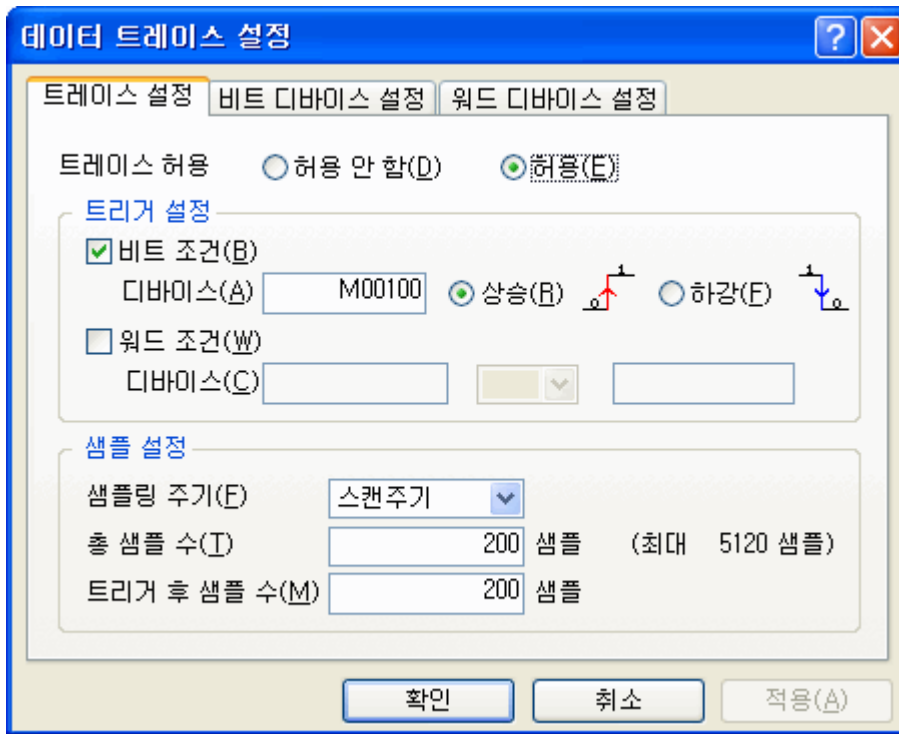 데이터 트레이스 설정
트레이스 설정 비트 디바이스 설정 워드 디바이스 설정
트레이스 허용 허용 안 함(D) 허용(E)
트리거 설정
비트 조건(B)
디바이스(A) M00100 상승(R) 0 1 하강(F) 1 0
워드 조건(W)
디바이스(C)
샘플 설정
샘플링 주기(F) 스캔주기
총 샘플 수(T) 200 샘플 (최대 5120 샘플)
트리거 후 샘플 수(M) 200 샘플
확인 취소 적용(A)